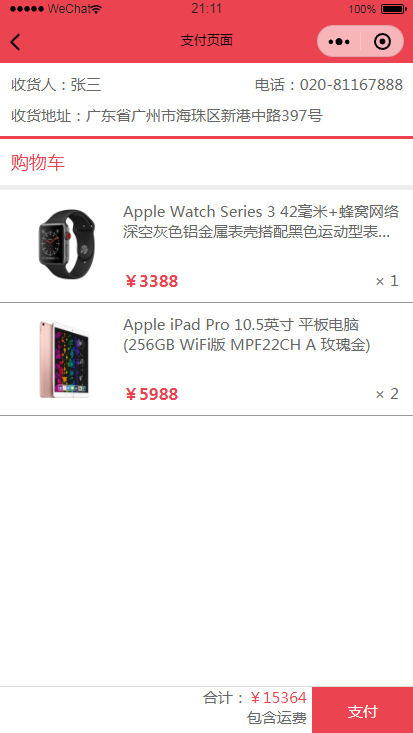 WeChat 21:11 100%
支付页面
收货人：张三 电话：020-81167888
收货地址：广东省广州市海珠区新港中路397号
购物车
Apple Watch Series 3 42毫米+蜂窝网络
深空灰色铝金属表壳搭配黑色运动型表...
￥3388 × 1
Apple iPad Pro 10.5英寸 平板电脑
(256GB WiFi版 MPF22CH A 玫瑰金)
￥5988 × 2
合计：￥15364
包含运费
支付